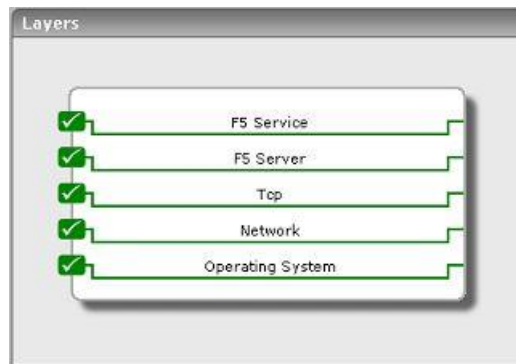 Layers
F5 Service
F5 Server
Tcp
Network
Operating System